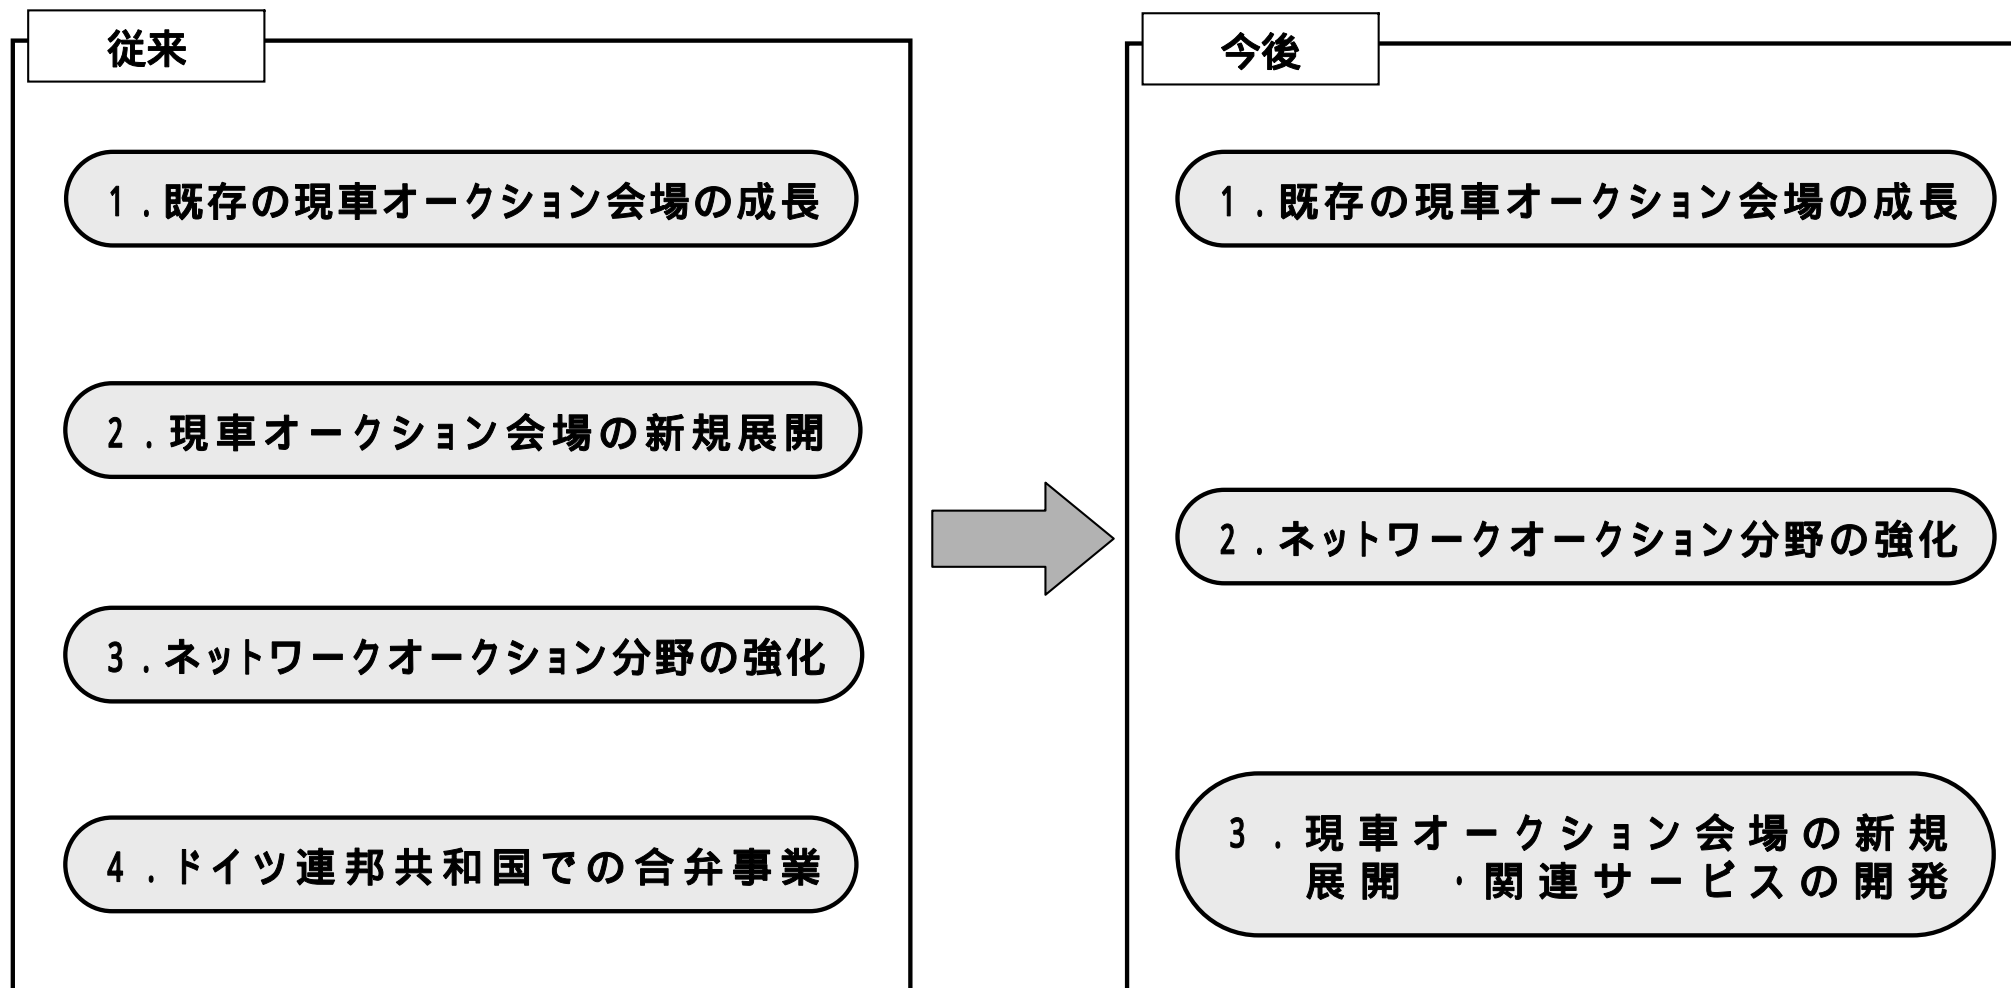 従来
1.既存の現車オークション会場の成長
2.現車オークション会場の新規展開
3.ネットワークオークション分野の強化
4.ドイツ連邦共和国での合弁事業
今後
1.既存の現車オークション会場の成長
2.ネットワークオークション分野の強化
3.現車オークション会場の新規
展開 ・関連サービスの開発